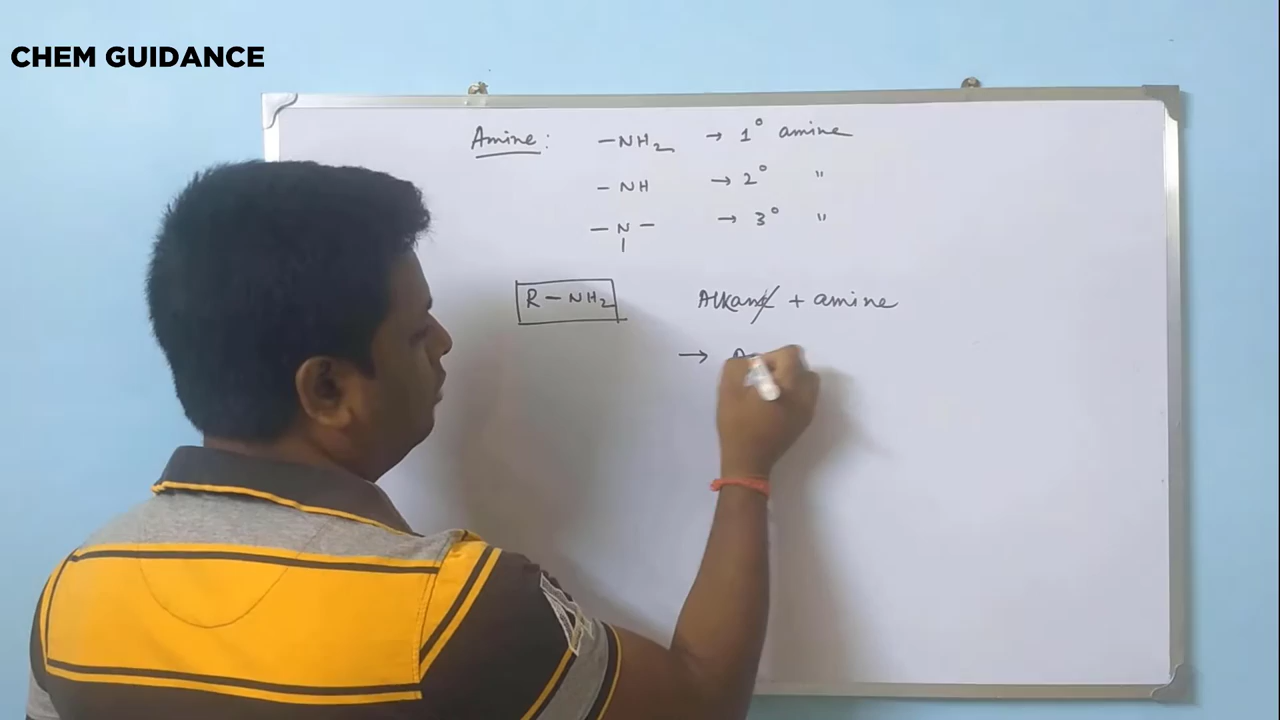 CHEM GUIDANCE
Amine: -NH₂ → 1° amine
- NH → 2° "
- N - → 3° "
R - NH₂ Alkane + amine
→